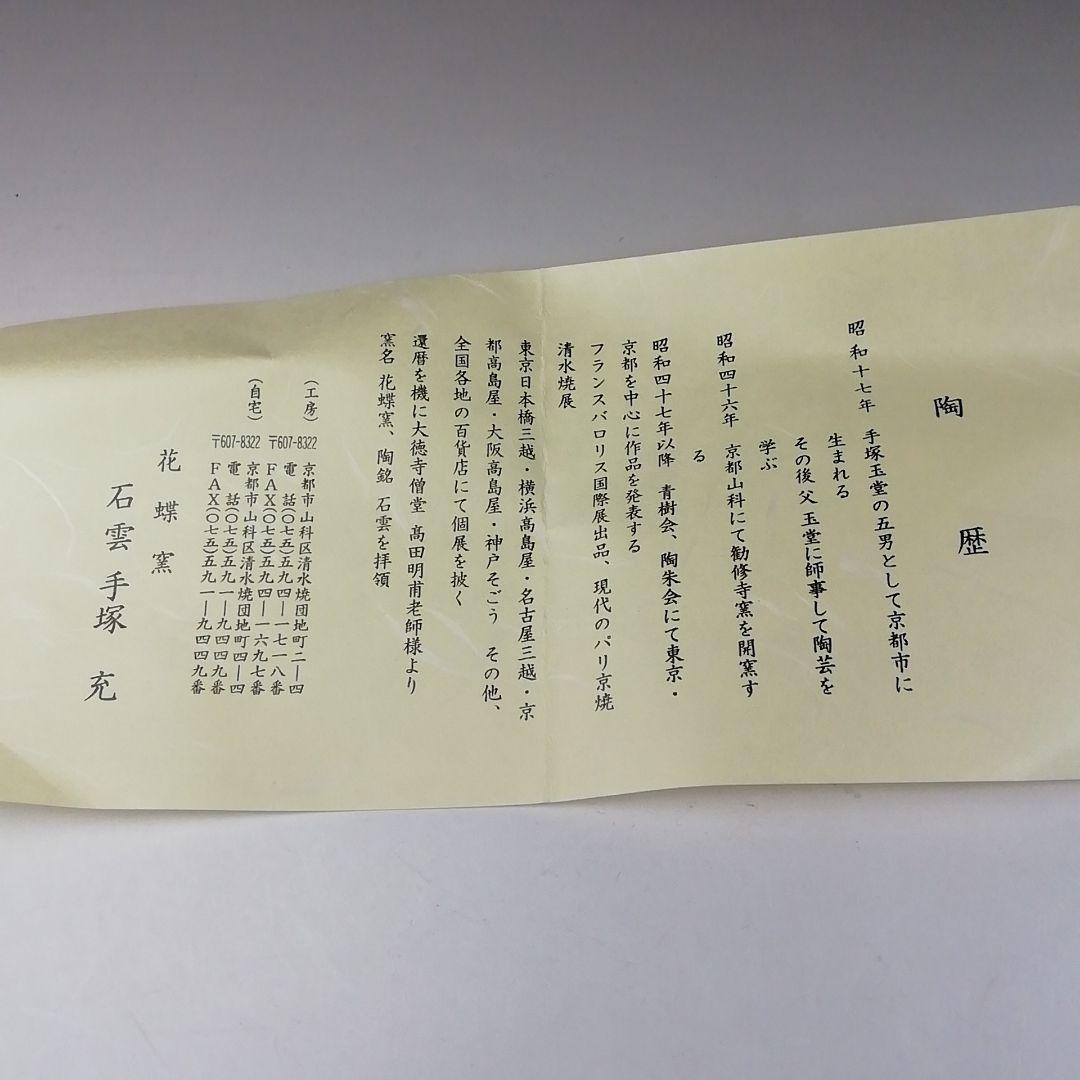 陶歴
昭和十七年 手塚玉堂の五男として京都市に
生まれる
その後父 玉堂に師事して陶芸を
学ぶ
昭和四十六年 京都山科にて勧修寺窯を開窯す
る
昭和四十七年以降 青樹会、陶朱会にて東京・
京都を中心に作品を発表する
フランスバロリス国際展出品、現代のパリ京焼
清水焼展
東京日本橋三越・横浜高島屋・名古屋三越・京
都高島屋・大阪高島屋・神戸そごう その他、
全国各地の百貨店にて個展を披く
還暦を機に大徳寺僧堂 高田明甫老師様より
窯名 花蝶窯、陶銘 石雲を拝領
(工房) 〒607-8322 京都市山科区清水焼団地町二―四
電話(〇七五)五九四―一七一八番
FAX(〇七五)五九四―一六九七番
(自宅) 〒607-8322 京都市山科区清水焼団地町四―四
電話(〇七五)五九一―九四四九番
FAX(〇七五)五九一―九四四九番
花蝶窯
石雲 手塚 充